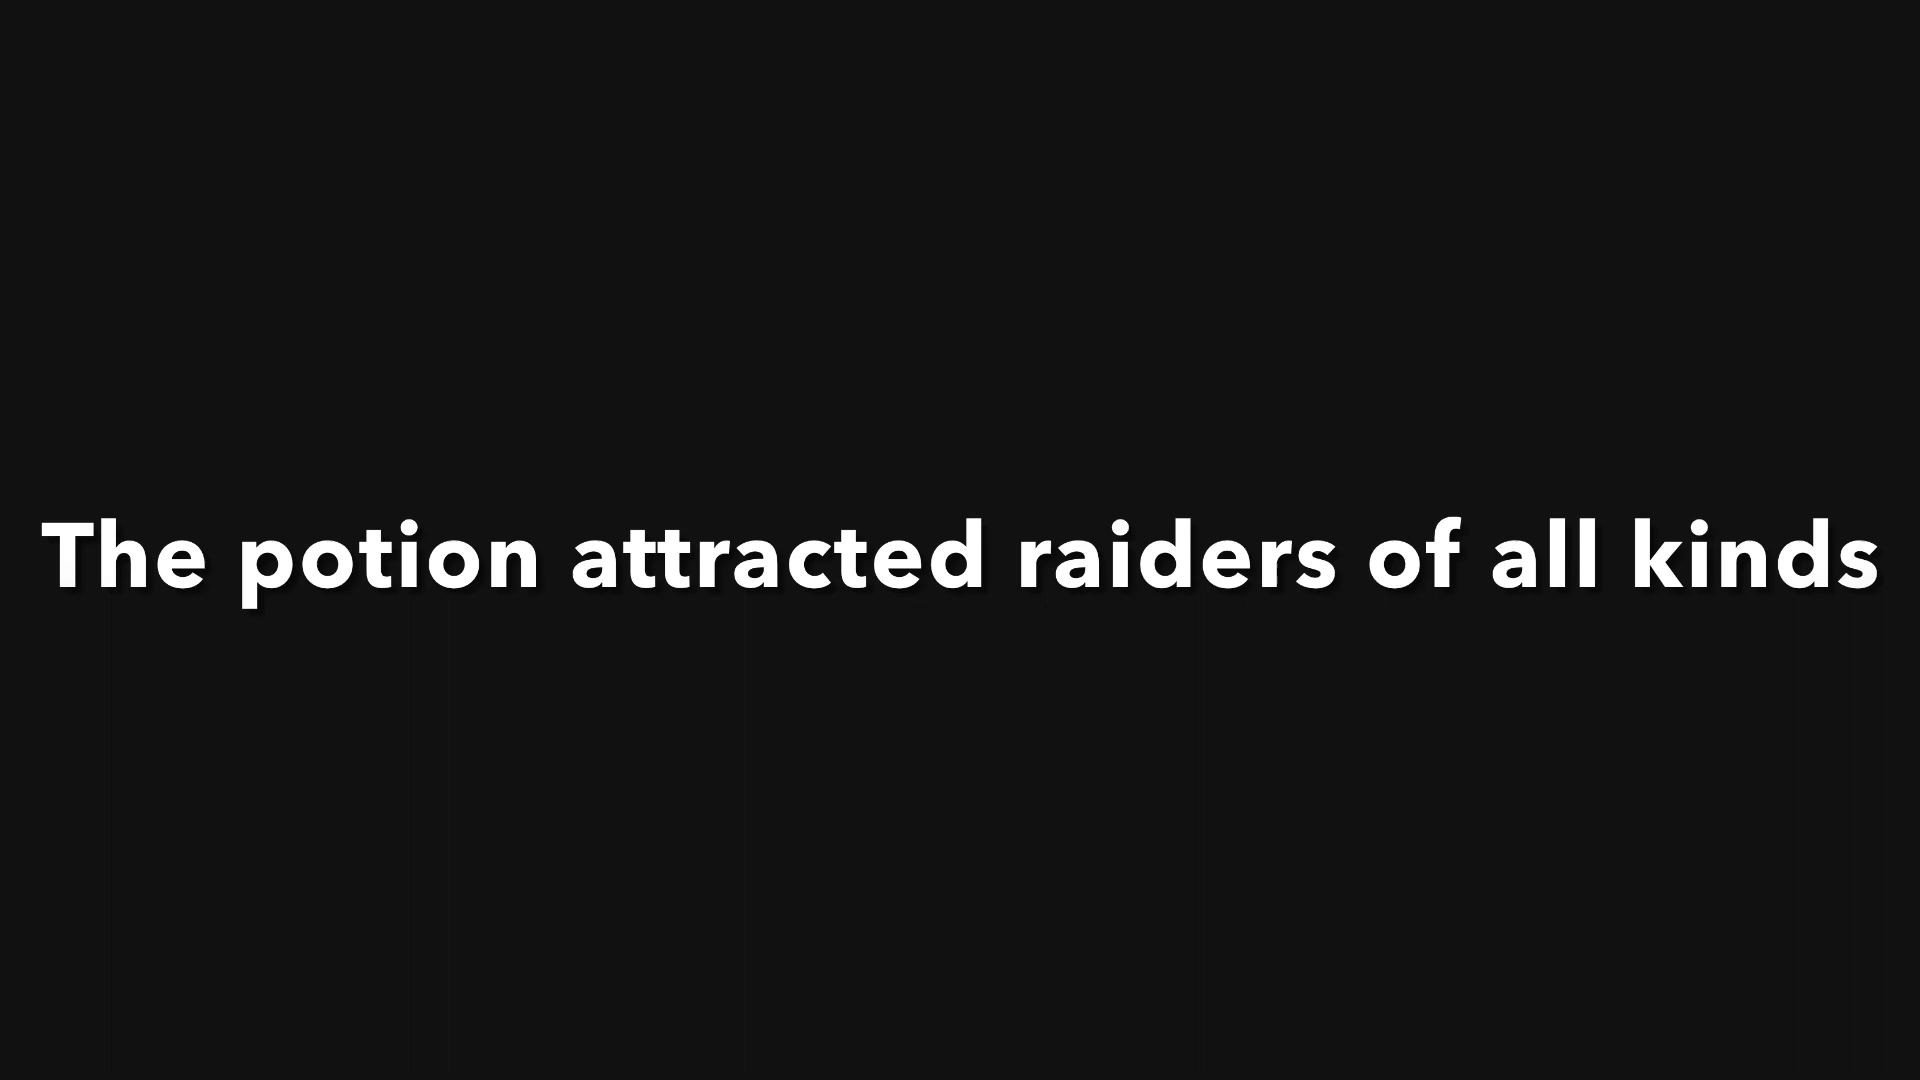 The potion attracted raiders of all kinds